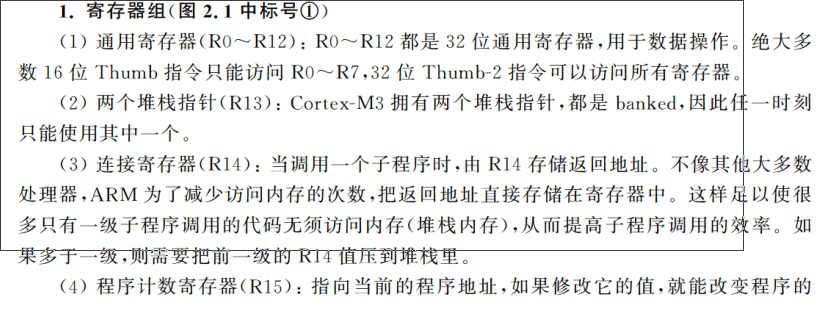 1. 寄存器组(图 2.1 中标号①)
(1) 通用寄存器(R0～R12)：R0～R12 都是 32 位通用寄存器,用于数据操作。绝大多
数 16 位 Thumb 指令只能访问 R0～R7,32 位 Thumb-2 指令可以访问所有寄存器。
(2) 两个堆栈指针(R13)：Cortex-M3 拥有两个堆栈指针,都是 banked,因此任一时刻
只能使用其中一个。
(3) 连接寄存器(R14)：当调用一个子程序时,由 R14 存储返回地址。不像其他大多数
处理器,ARM 为了减少访问内存的次数,把返回地址直接存储在寄存器中。这样足以使很
多只有一级子程序调用的代码无须访问内存(堆栈内存),从而提高子程序调用的效率。如
果多于一级,则需要把前一级的 R14 值压到堆栈里。
(4) 程序计数寄存器(R15)：指向当前的程序地址,如果修改它的值,就能改变程序的